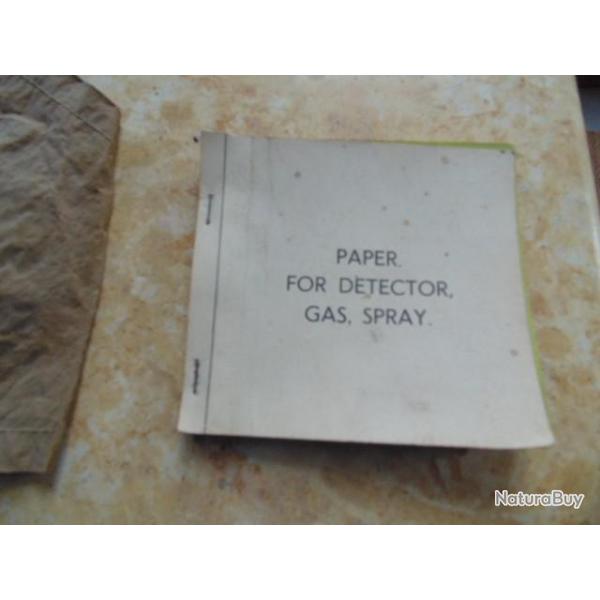 PAPER.
FOR DETECTOR,
GAS, SPRAY.
NaturaBuy